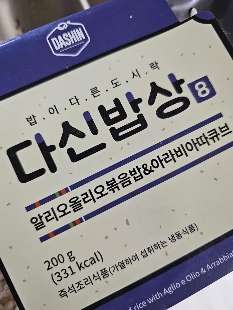 DASHIN
밥.이.다.른.도.시.락
다신밥상 8
알리오올리오볶음밥&아라비아따큐브
200 g
(331 kcal)
즉석조리식품(가열하여 섭취하는 냉동식품)
rice with Aglio e Olio & Arrabbia